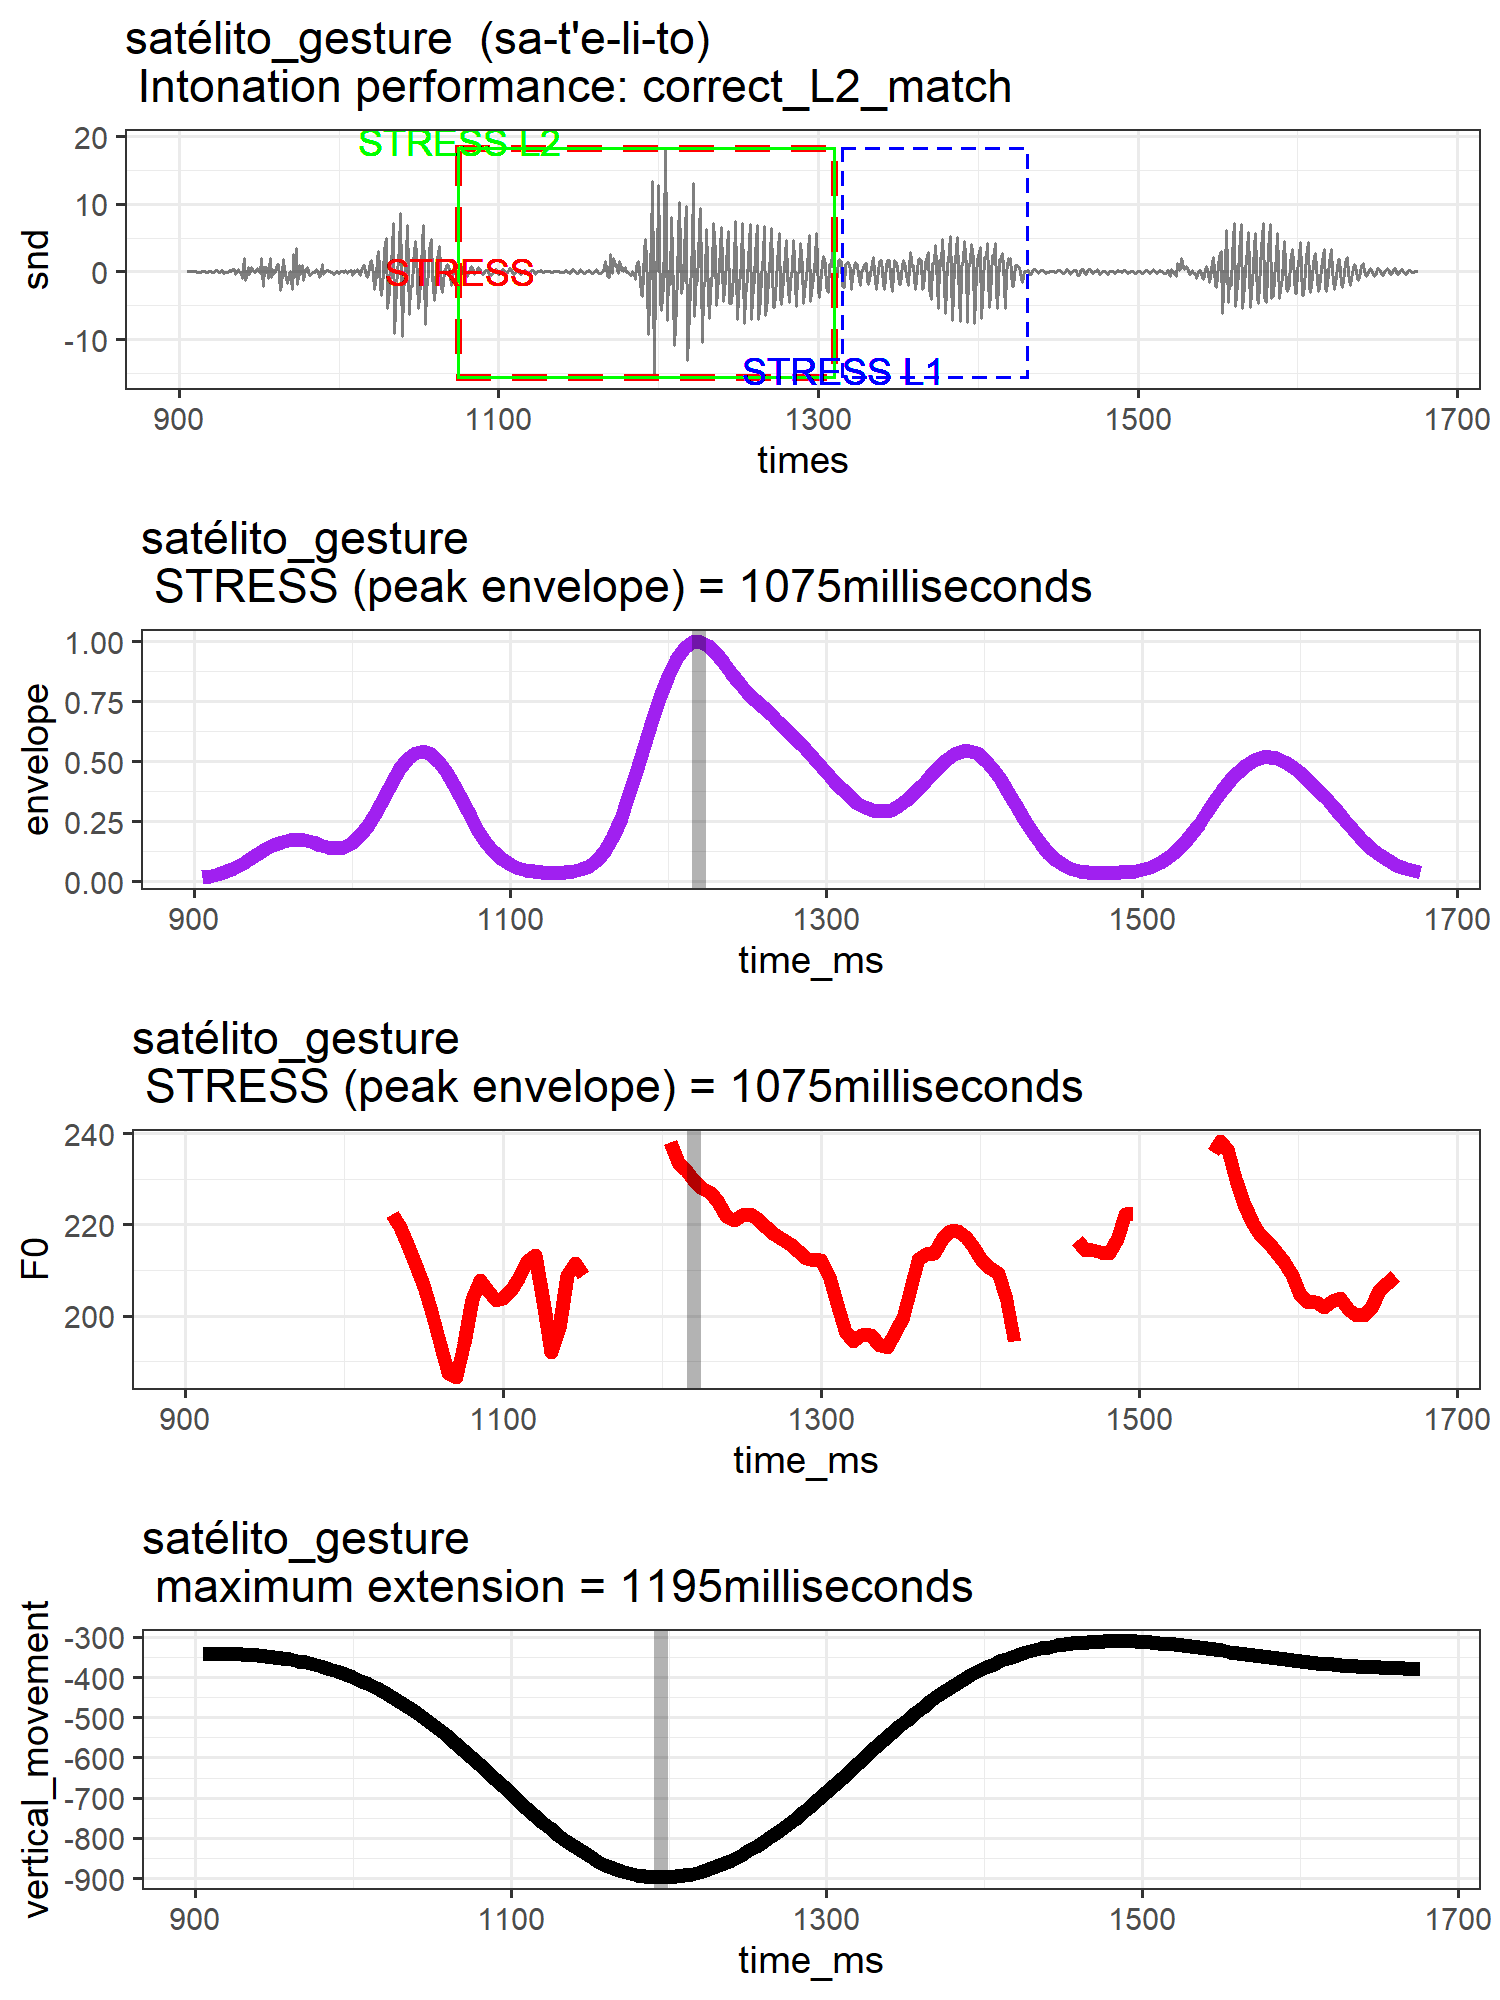 satélito_gesture  (sa-t'e-li-to)
Intonation performance: correct_L2_match
20
10
0
-10
snd
STRESS L2
STRESS
STRESS L1
900 1100 1300 1500 1700
times
satélito_gesture
STRESS (peak envelope) = 1075milliseconds
1.00
0.75
0.50
0.25
0.00
envelope
900 1100 1300 1500 1700
time_ms
satélito_gesture
STRESS (peak envelope) = 1075milliseconds
240
220
200
F0
900 1100 1300 1500 1700
time_ms
satélito_gesture
maximum extension = 1195milliseconds
-300
-400
-500
-600
-700
-800
-900
vertical_movement
900 1100 1300 1500 1700
time_ms